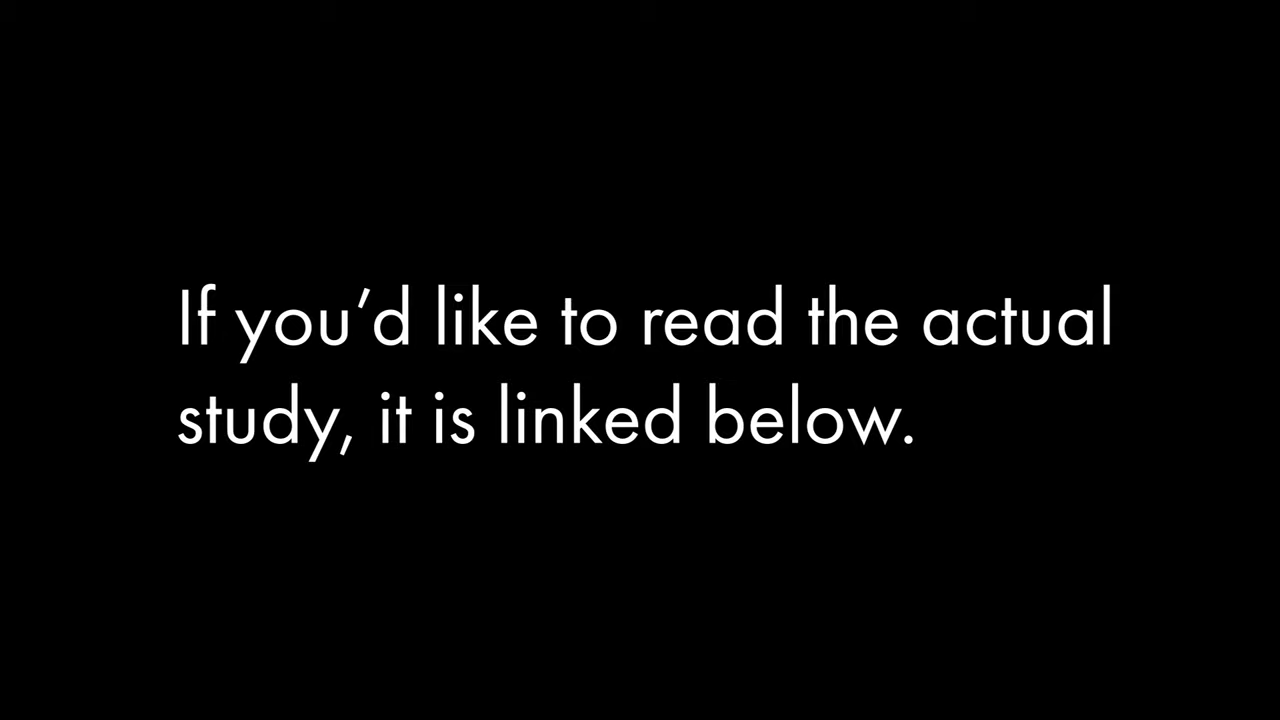 If you’d like to read the actual
study, it is linked below.